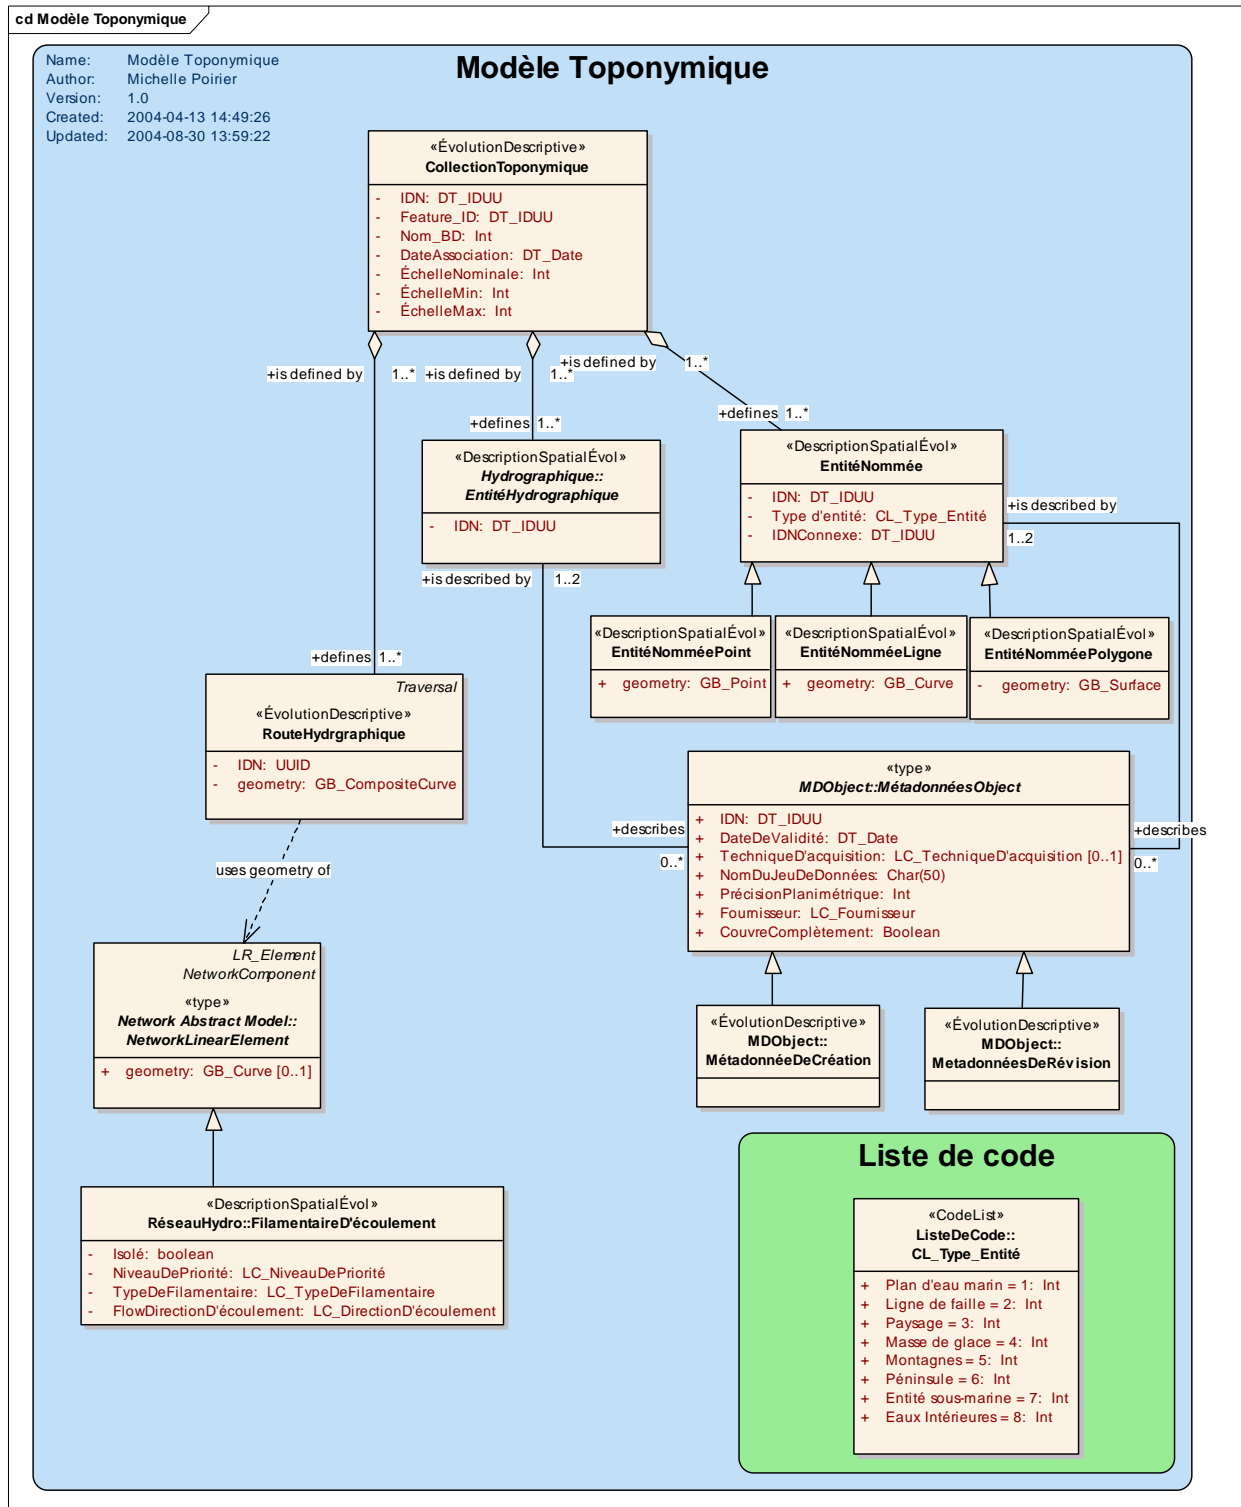 cd Modèle Toponymique
Name: Modèle Toponymique
Author: Michelle Poirier
Version: 1.0
Created: 2004-04-13 14:49:26
Updated: 2004-08-30 13:59:22
Modèle Toponymique
«ÉvolutionDescriptive»
CollectionToponymique
- IDN: DT_IDUU
- Feature_ID: DT_IDUU
- Nom_BD: Int
- DateAssociation: DT_Date
- ÉchelleNominale: Int
- ÉchelleMin: Int
- ÉchelleMax: Int
+is defined by 1..*
+is defined by 1..*
+is defined by 1..*
+defines 1..*
+defines 1..*
«DescriptionSpatialÉvol»
Hydrographique::
EntitéHydrographique
- IDN: DT_IDUU
«DescriptionSpatialÉvol»
EntitéNommée
- IDN: DT_IDUU
- Type d'entité: CL_Type_Entité
- IDNConnexe: DT_IDUU
+is described by
1..2
+is described by 1..2
«DescriptionSpatialÉvol»
EntitéNomméePoint
+ geometry: GB_Point
«DescriptionSpatialÉvol»
EntitéNomméeLigne
+ geometry: GB_Curve
«DescriptionSpatialÉvol»
EntitéNomméePolygone
- geometry: GB_Surface
+defines 1..*
Traversal
«ÉvolutionDescriptive»
RouteHydrgraphique
- IDN: UUID
- geometry: GB_CompositeCurve
«type»
MDObject::MétadonnéesObject
+ IDN: DT_IDUU
+ DateDeValidité: DT_Date
+ TechniqueD'acquisition: LC_TechniqueD'acquisition [0..1]
+ NomDuJeuDeDonnées: Char(50)
+ PrécisionPlanimétrique: Int
+ Fournisseur: LC_Fournisseur
+ CouvreComplètement: Boolean
+describes
0..*
+describes
0..*
uses geometry of
LR_Element
NetworkComponent
«type»
Network Abstract Model::
NetworkLinearElement
+ geometry: GB_Curve [0..1]
«ÉvolutionDescriptive»
MDObject::
MétadonnéeDeCréation
«ÉvolutionDescriptive»
MDObject::
MetadonnéesDeRévision
«DescriptionSpatialÉvol»
RéseauHydro::FilamentaireD'écoulement
- Isolé: boolean
- NiveauDePriorité: LC_NiveauDePriorité
- TypeDeFilamentaire: LC_TypeDeFilamentaire
- FlowDirectionD'écoulement: LC_DirectionD'écoulement
Liste de code
«CodeList»
ListeDeCode::
CL_Type_Entité
+ Plan d'eau marin = 1: Int
+ Ligne de faille = 2: Int
+ Paysage = 3: Int
+ Masse de glace = 4: Int
+ Montagnes = 5: Int
+ Péninsule = 6: Int
+ Entité sous-marine = 7: Int
+ Eaux Intérieures = 8: Int